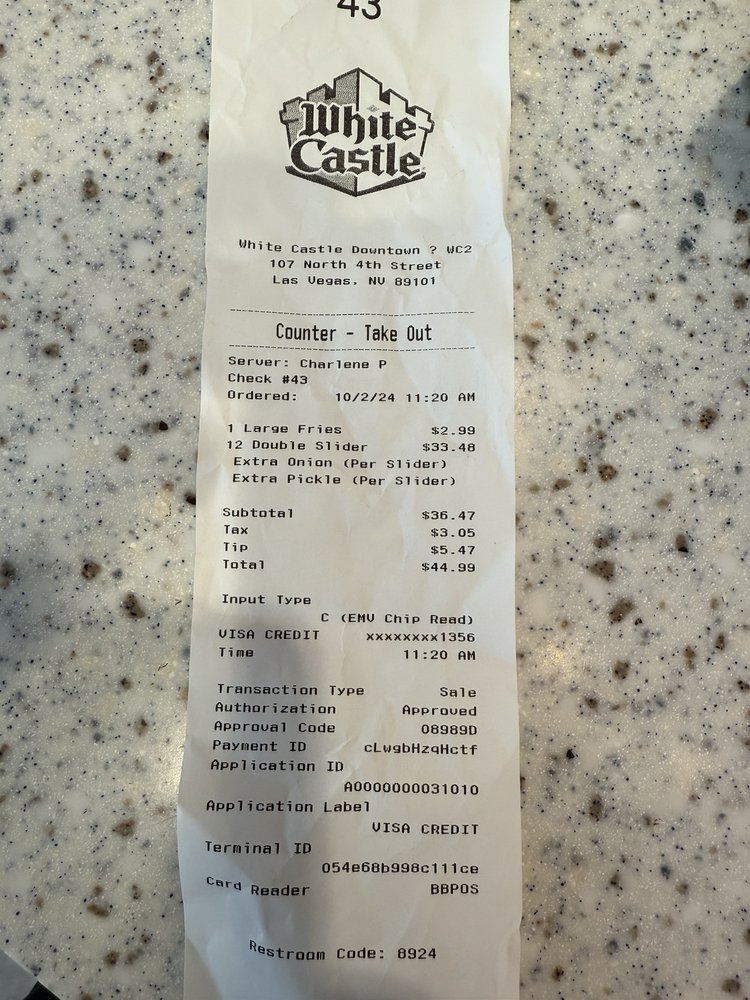 43
White
Castle
White Castle Downtown ? WC2
107 North 4th Street
Las Vegas, NV 89101
Counter - Take Out
Server: Charlene P
Check #43
Ordered: 10/2/24 11:20 AM
1 Large Fries $2.99
12 Double Slider $33.48
Extra Onion (Per Slider)
Extra Pickle (Per Slider)
Subtotal $36.47
Tax $3.05
Tip $5.47
Total $44.99
Input Type
C (EMV Chip Read)
VISA CREDIT xxxxxxxx1356
Time 11:20 AM
Transaction Type Sale
Authorization Approved
Approval Code 08989D
Payment ID cLwgbHzqHctf
Application ID
A0000000031010
Application Label
VISA CREDIT
Terminal ID
054e68b998c111ce
Card Reader BBPOS
Restroom Code: 8924